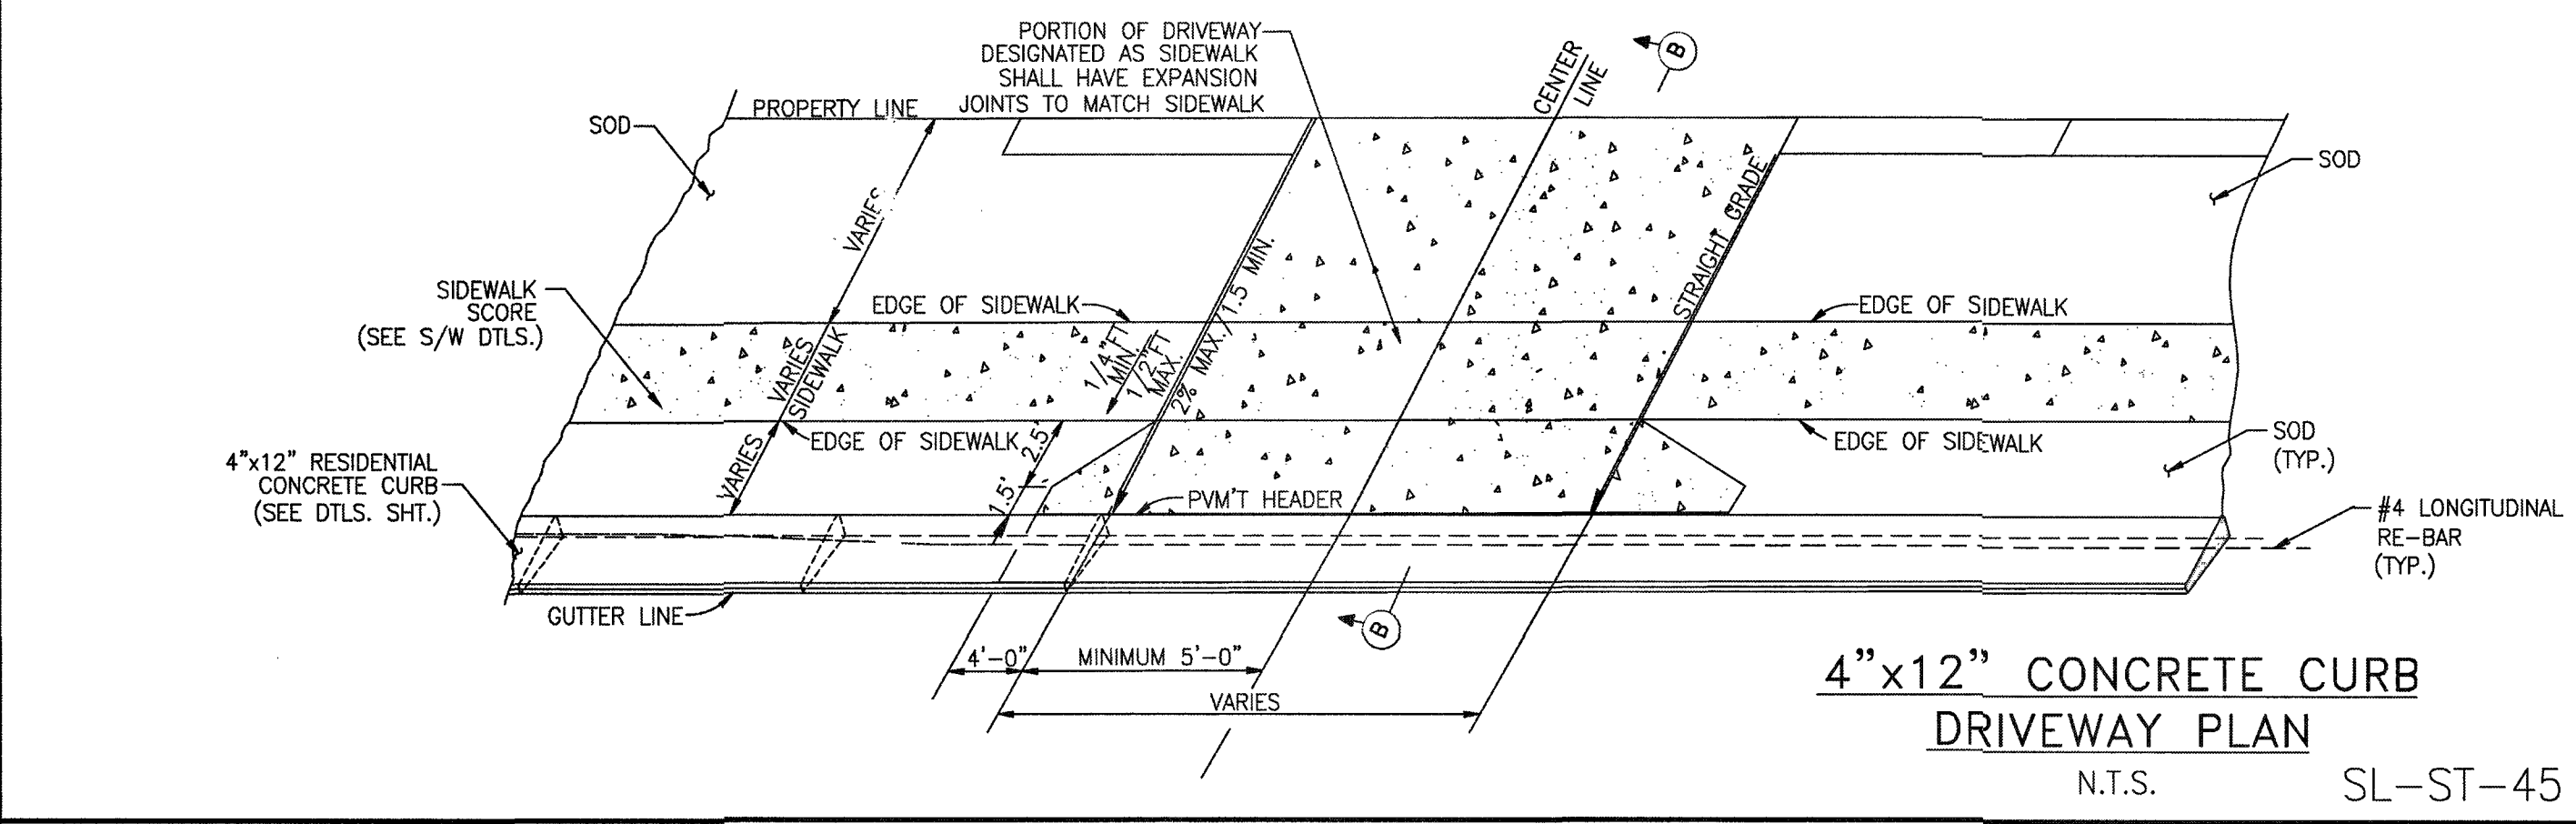 PORTION OF DRIVEWAY
DESIGNATED AS SIDEWALK
SHALL HAVE EXPANSION
JOINTS TO MATCH SIDEWALK
CENTER
LINE
B
SOD
PROPERTY LINE
SOD
VARIES
STRAIGHT GRADE
2% MAX./1.5 MIN.
SIDEWALK
SCORE
(SEE S/W DTLS.)
EDGE OF SIDEWALK
EDGE OF SIDEWALK
1/4"FT
MIN.
1/2"FT
MAX.
VARIES
SIDEWALK
EDGE OF SIDEWALK
EDGE OF SIDEWALK
SOD
(TYP.)
4"x12" RESIDENTIAL
CONCRETE CURB
(SEE DTLS. SHT.)
VARIES
2.5'
1.5'
PVM'T HEADER
#4 LONGITUDINAL
RE-BAR
(TYP.)
GUTTER LINE
B
4'-0"
MINIMUM 5'-0"
VARIES
4"x12" CONCRETE CURB
DRIVEWAY PLAN
N.T.S.
SL-ST-45